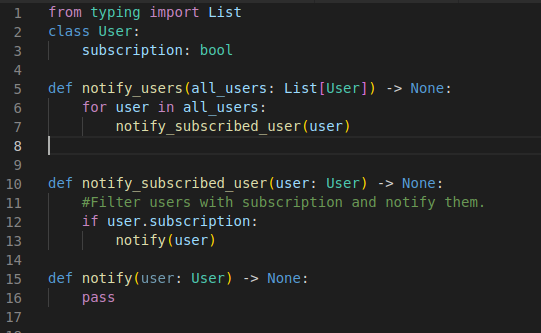 1 from typing import List
2 class User:
3     subscription: bool
4
5 def notify_users(all_users: List[User]) -> None:
6     for user in all_users:
7         notify_subscribed_user(user)
8
9
10 def notify_subscribed_user(user: User) -> None:
11     #Filter users with subscription and notify them.
12     if user.subscription:
13         notify(user)
14
15 def notify(user: User) -> None:
16     pass
17